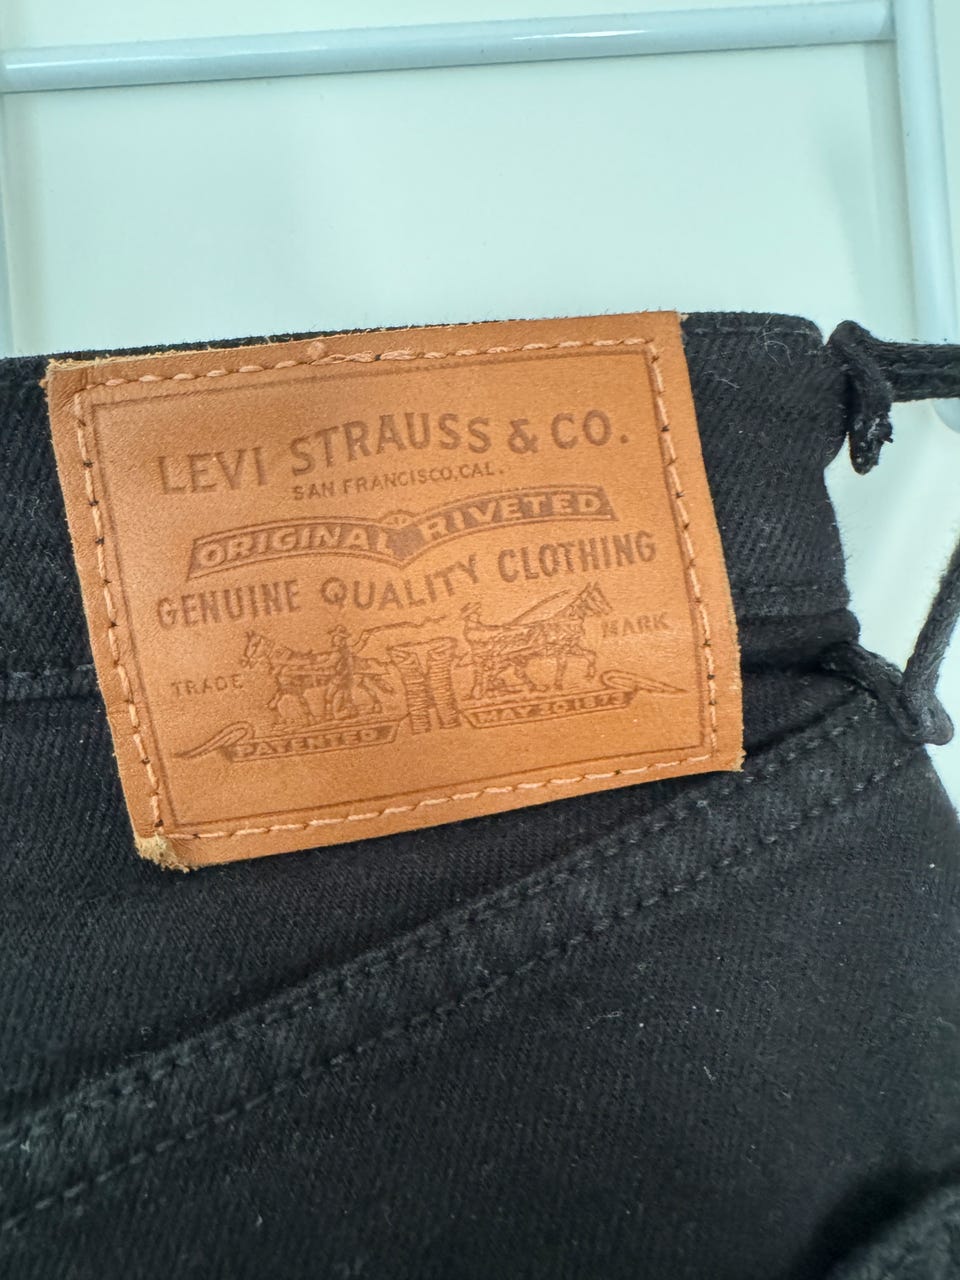 LEVI STRAUSS & CO.
SAN FRANCISCO, CAL.
ORIGINAL RIVETED
GENUINE QUALITY CLOTHING
TRADE MARK
PATENTED MAY 20 1873